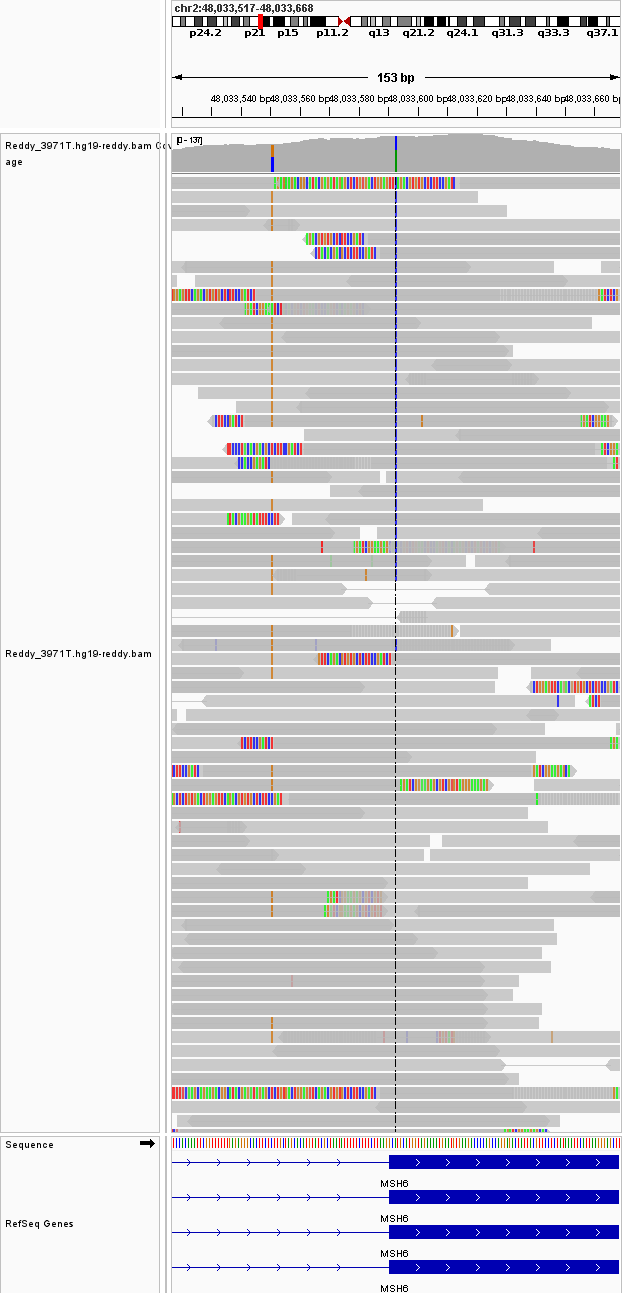 chr2:48,033,517-48,033,668
p24.2 p21 p15 p11.2 q13 q21.2 q24.1 q31.3 q33.3 q37.1
153 bp
48,033,540 bp 48,033,560 bp 48,033,580 bp 48,033,600 bp 48,033,620 bp 48,033,640 bp 48,033,660 bp
[0 - 137]
Reddy_3971T.hg19-reddy.bam Cov
age
Reddy_3971T.hg19-reddy.bam
Sequence
MSH6
MSH6
RefSeq Genes
MSH6
MSH6